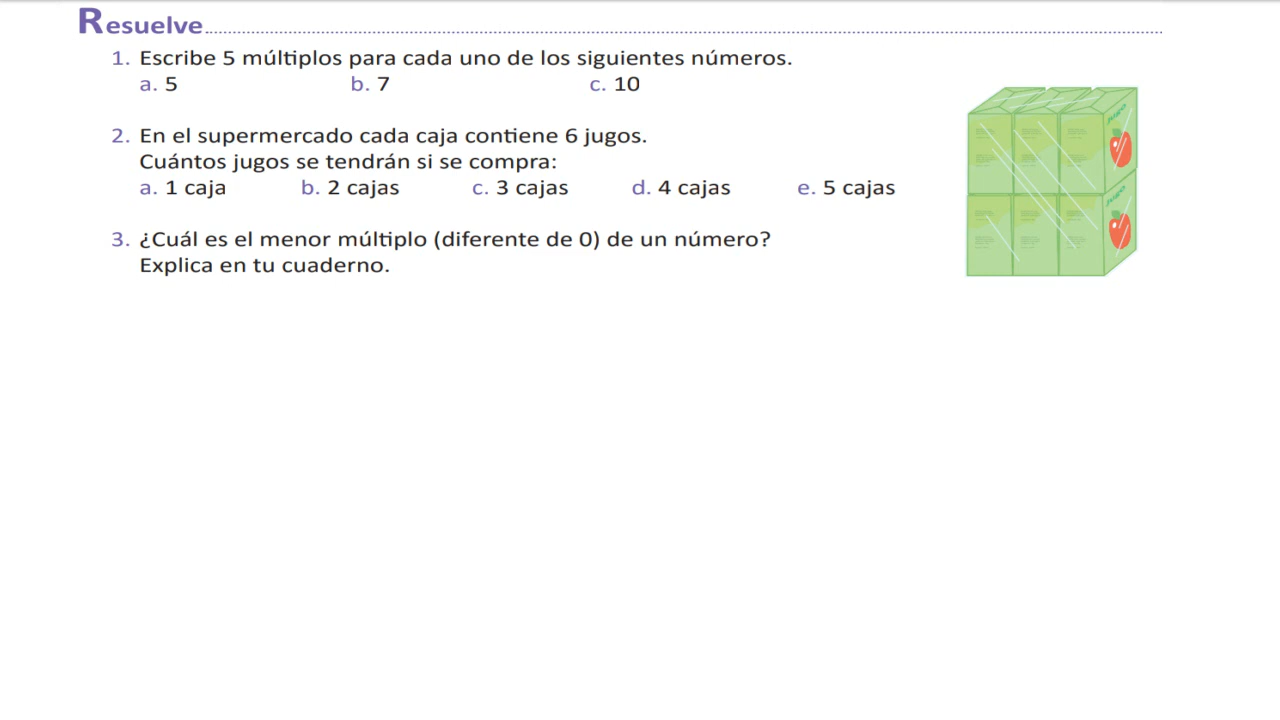 Resuelve
1. Escribe 5 múltiplos para cada uno de los siguientes números.
a. 5 b. 7 c. 10
2. En el supermercado cada caja contiene 6 jugos.
Cuántos jugos se tendrán si se compra:
a. 1 caja b. 2 cajas c. 3 cajas d. 4 cajas e. 5 cajas
3. ¿Cuál es el menor múltiplo (diferente de 0) de un número?
Explica en tu cuaderno.
Jugo
Jugo